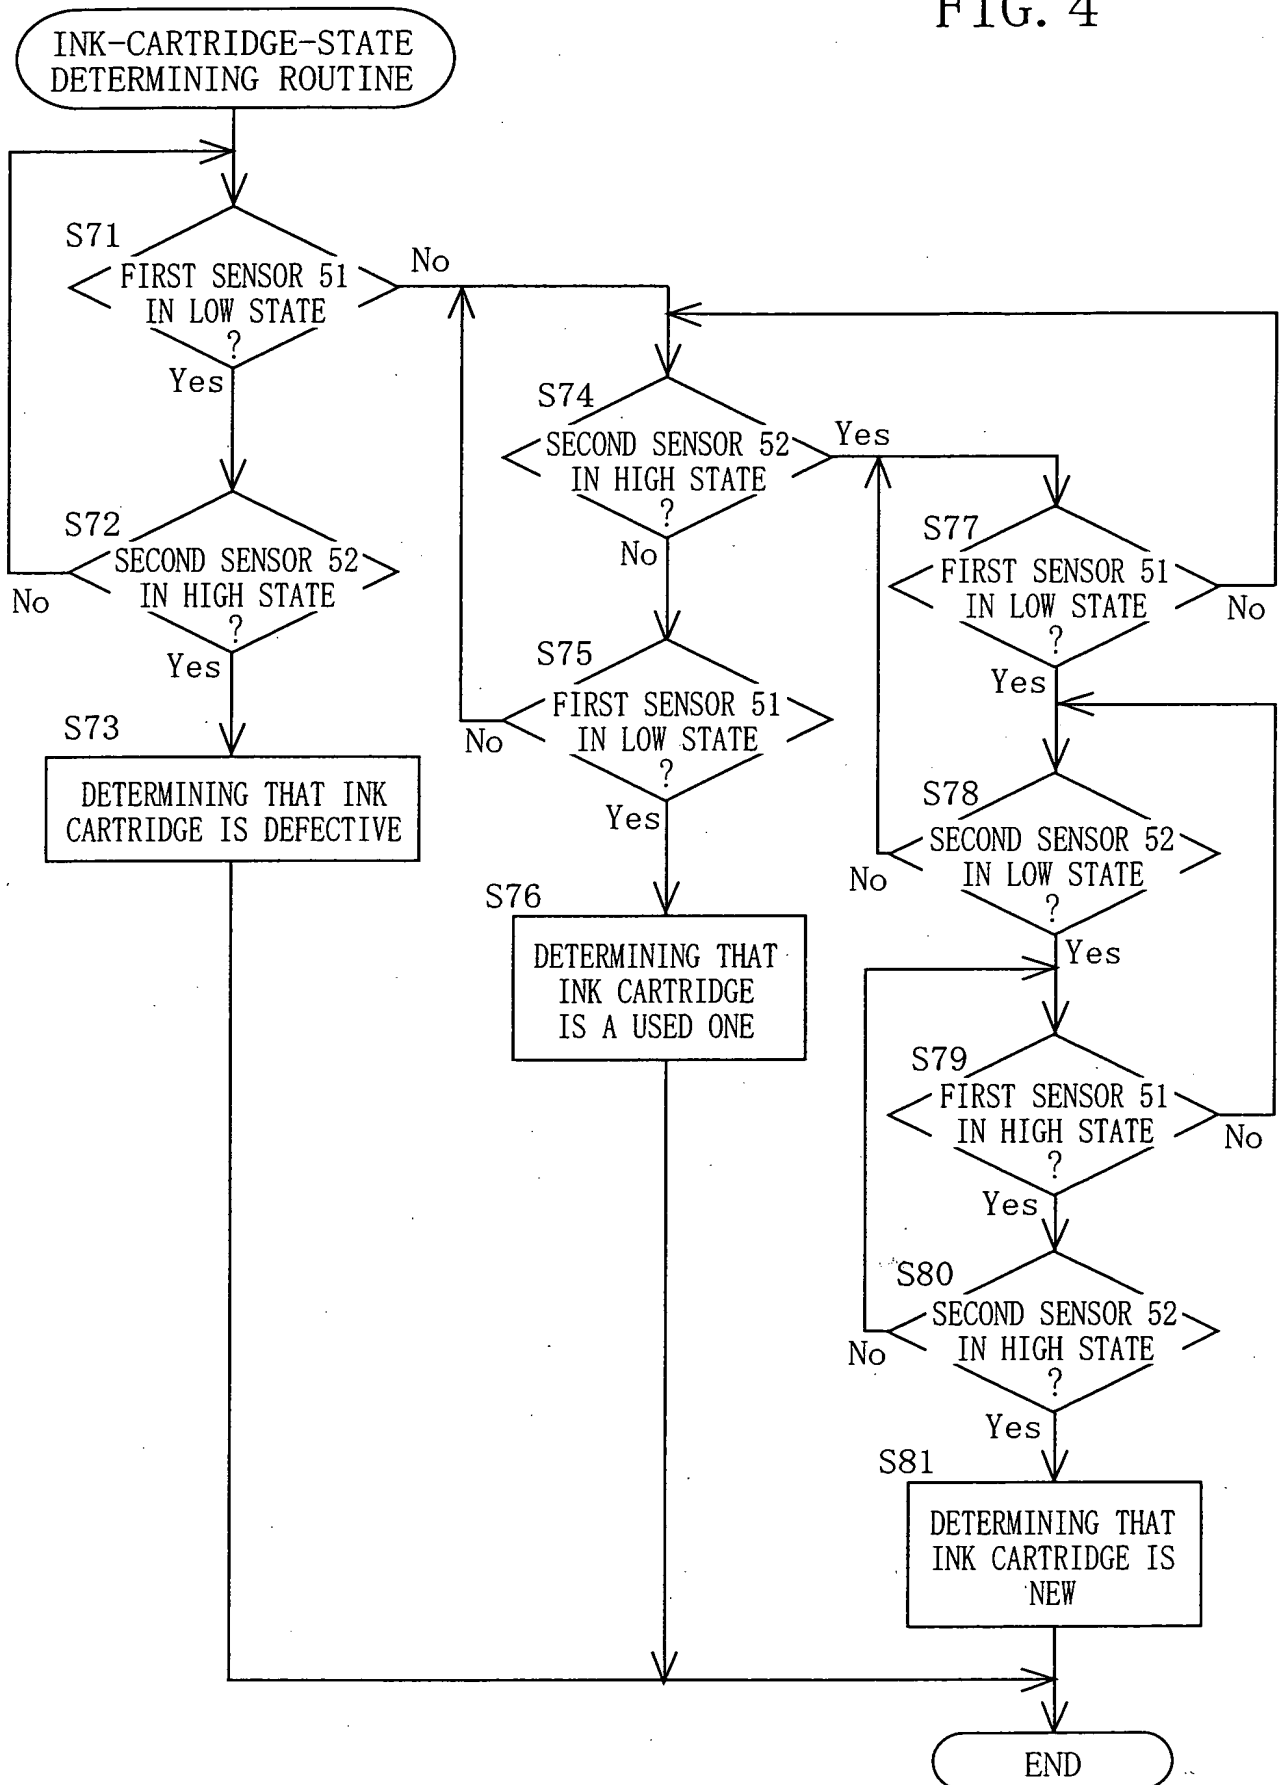 FIG. 4
INK-CARTRIDGE-STATE
DETERMINING ROUTINE
S71
FIRST SENSOR 51
IN LOW STATE
?
No
Yes
S72
SECOND SENSOR 52
IN HIGH STATE
?
No
Yes
S73
DETERMINING THAT INK
CARTRIDGE IS DEFECTIVE
S74
SECOND SENSOR 52
IN HIGH STATE
?
Yes
No
S75
FIRST SENSOR 51
IN LOW STATE
?
No
Yes
S76
DETERMINING THAT
INK CARTRIDGE
IS A USED ONE
S77
FIRST SENSOR 51
IN LOW STATE
?
No
Yes
S78
SECOND SENSOR 52
IN LOW STATE
?
No
Yes
S79
FIRST SENSOR 51
IN HIGH STATE
?
No
Yes
S80
SECOND SENSOR 52
IN HIGH STATE
?
No
Yes
S81
DETERMINING THAT
INK CARTRIDGE IS
NEW
END